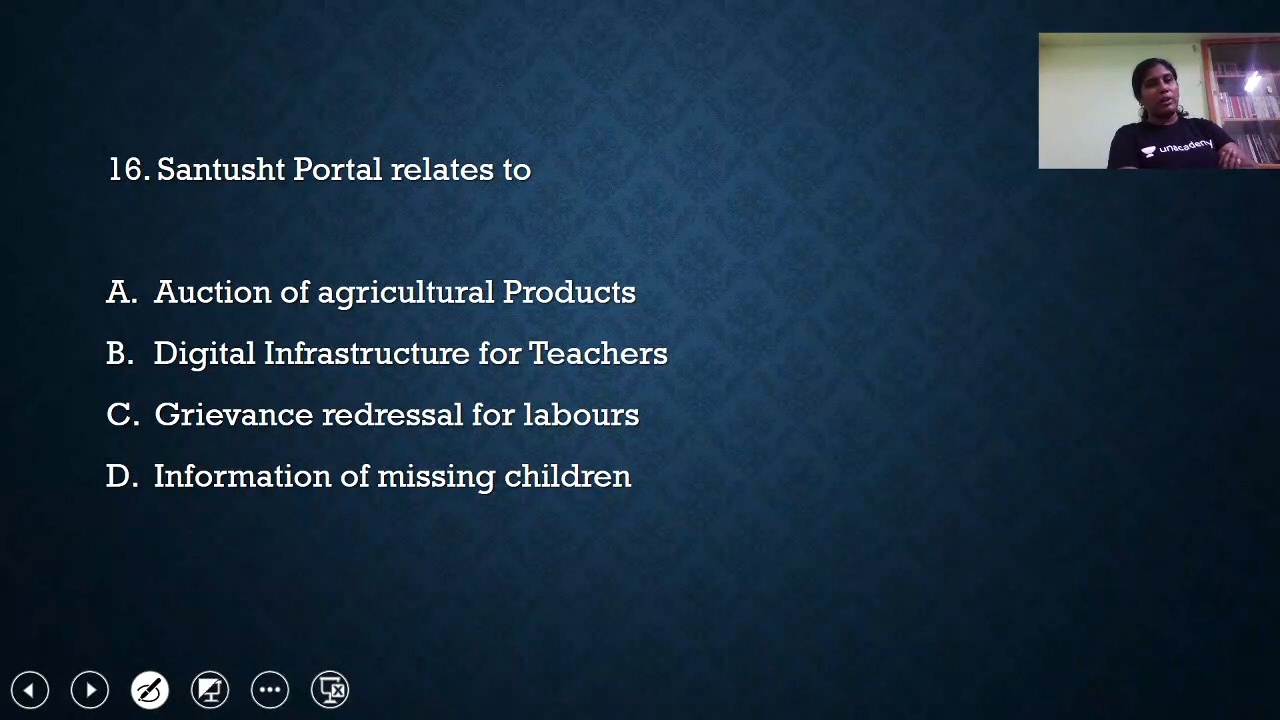 16. Santusht Portal relates to
A. Auction of agricultural Products
B. Digital Infrastructure for Teachers
C. Grievance redressal for labours
D. Information of missing children
unacademy